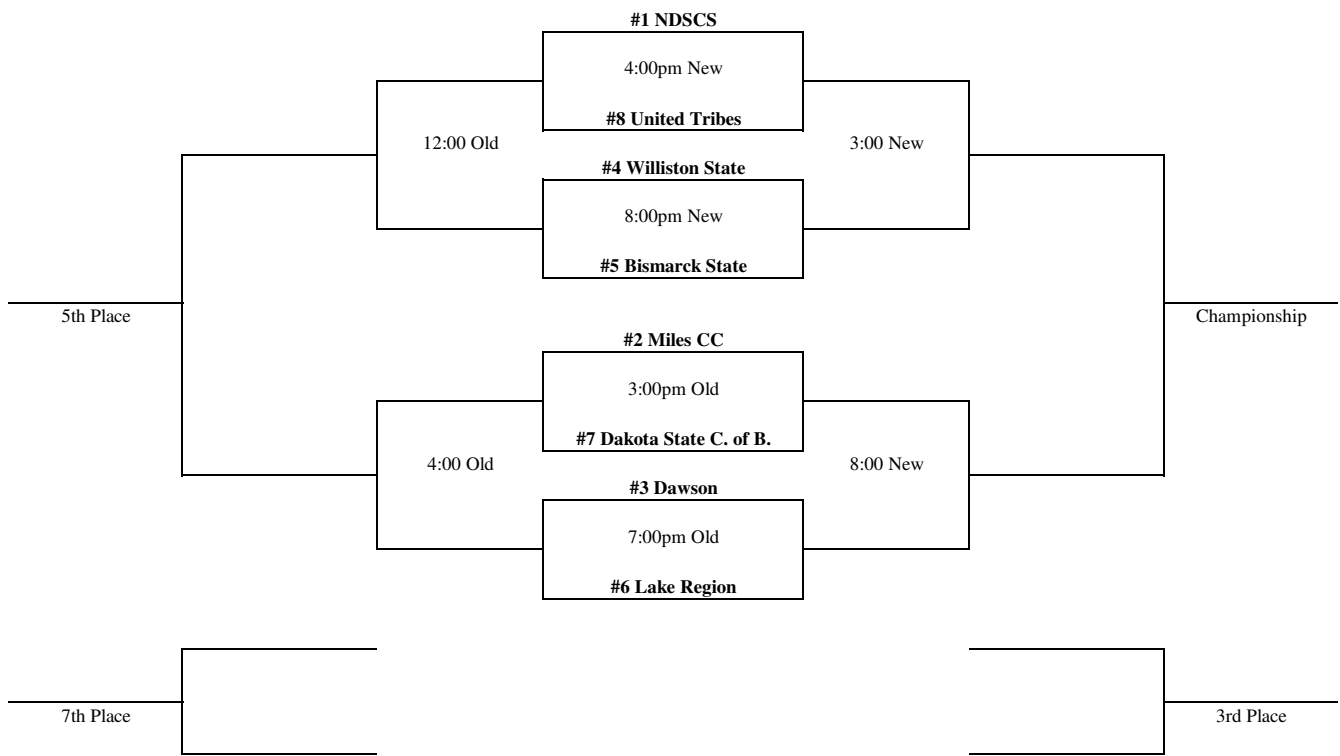 #1 NDSCS
4:00pm New
#8 United Tribes
12:00 Old
3:00 New
#4 Williston State
8:00pm New
#5 Bismarck State
5th Place
Championship
#2 Miles CC
3:00pm Old
#7 Dakota State C. of B.
4:00 Old
8:00 New
#3 Dawson
7:00pm Old
#6 Lake Region
7th Place
3rd Place